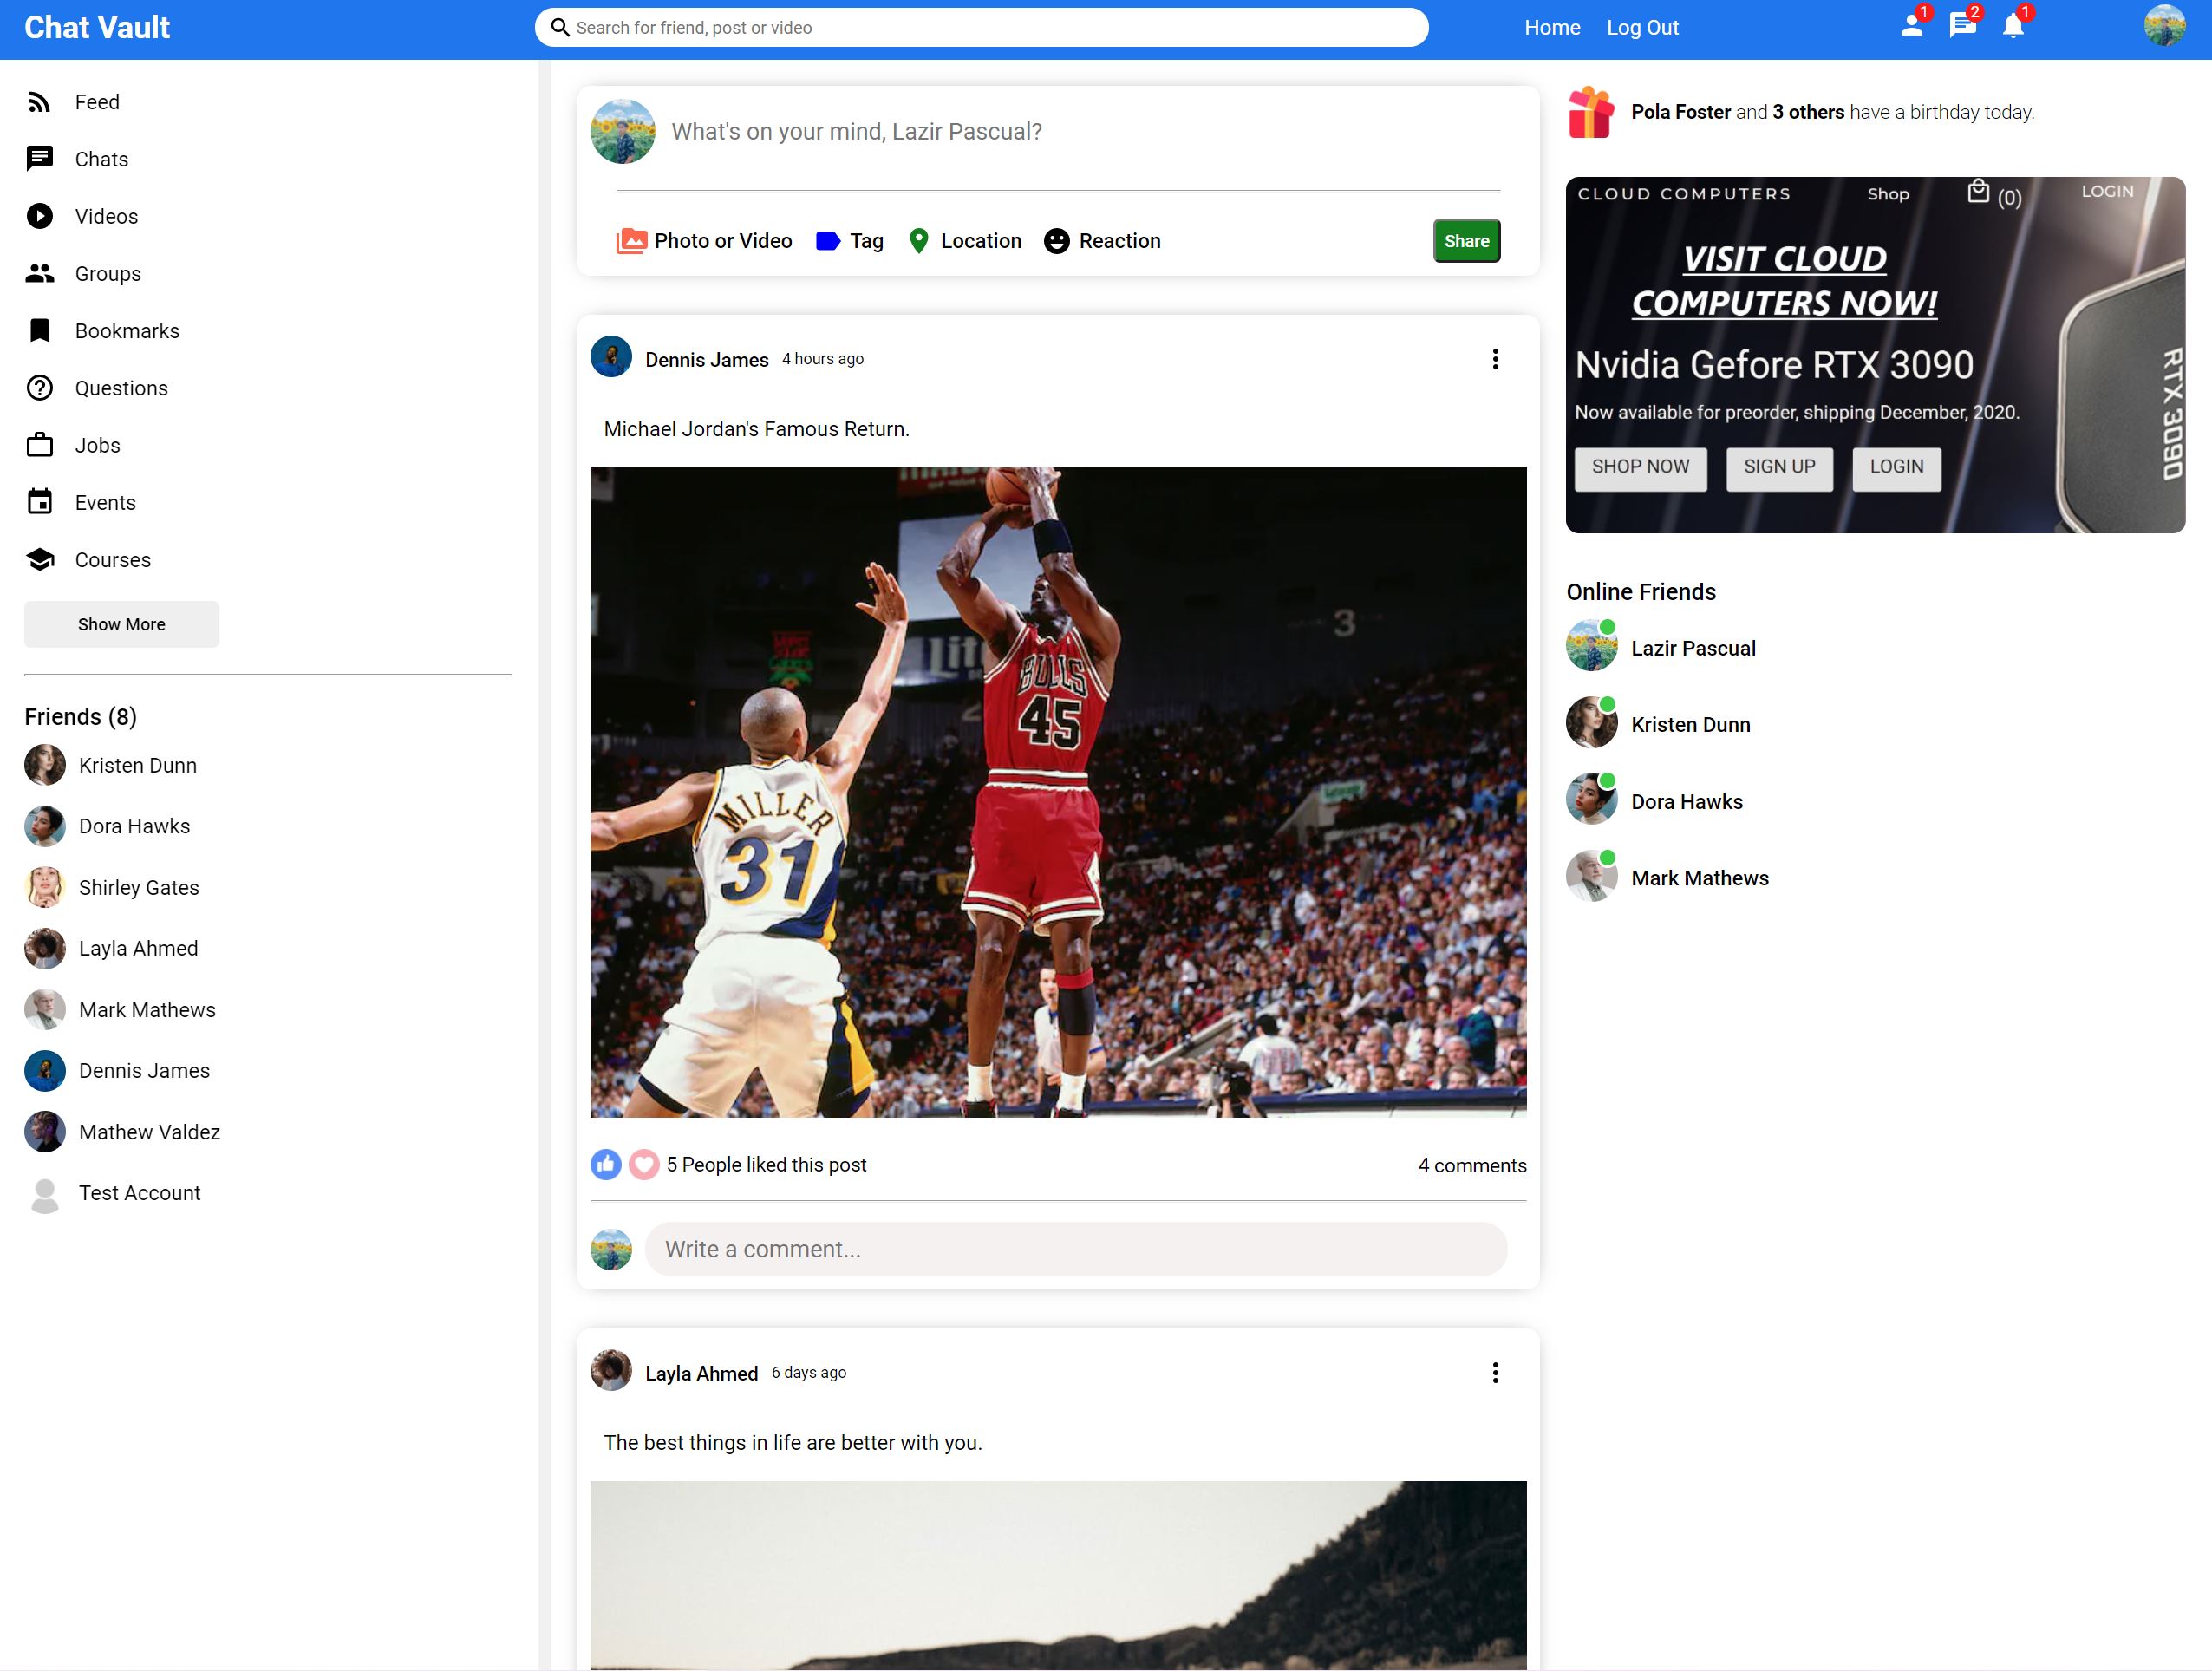 Chat Vault
Search for friend, post or video
Home
Log Out
1
2
1
Feed
Chats
Videos
Groups
Bookmarks
Questions
Jobs
Events
Courses
Show More
Friends (8)
Kristen Dunn
Dora Hawks
Shirley Gates
Layla Ahmed
Mark Mathews
Dennis James
Mathew Valdez
Test Account
What's on your mind, Lazir Pascual?
Photo or Video
Tag
Location
Reaction
Share
Dennis James 4 hours ago
Michael Jordan's Famous Return.
3
BULLS
45
MILLER
31
5 People liked this post
4 comments
Write a comment...
Layla Ahmed 6 days ago
The best things in life are better with you.
Pola Foster and 3 others have a birthday today.
CLOUD COMPUTERS
Shop
(0)
LOGIN
VISIT CLOUD
COMPUTERS NOW!
Nvidia Gefore RTX 3090
Now available for preorder, shipping December, 2020.
SHOP NOW
SIGN UP
LOGIN
RTX 3090
Online Friends
Lazir Pascual
Kristen Dunn
Dora Hawks
Mark Mathews